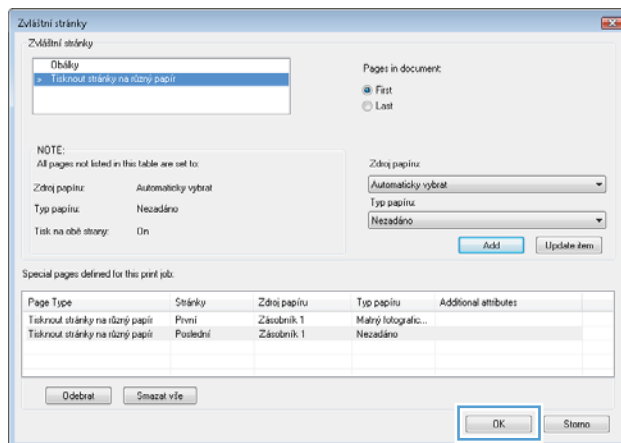 Zvláštní stránky
Zvláštní stránky
Obálky
» Tisknout stránky na různý papír
Pages in document:
First
Last
NOTE:
All pages not listed in this table are set to:
Zdroj papíru: Automaticky vybrat
Typ papíru: Nezadáno
Tisk na obě strany: On
Zdroj papíru:
Automaticky vybrat
Typ papíru:
Nezadáno
Add Update item
Special pages defined for this print job:
Page Type Stránky Zdroj papíru Typ papíru Additional attributes
Tisknout stránky na různý papír První Zásobník 1 Matný fotografic...
Tisknout stránky na různý papír Poslední Zásobník 1 Nezadáno
Odebrat Smazat vše
OK Storno